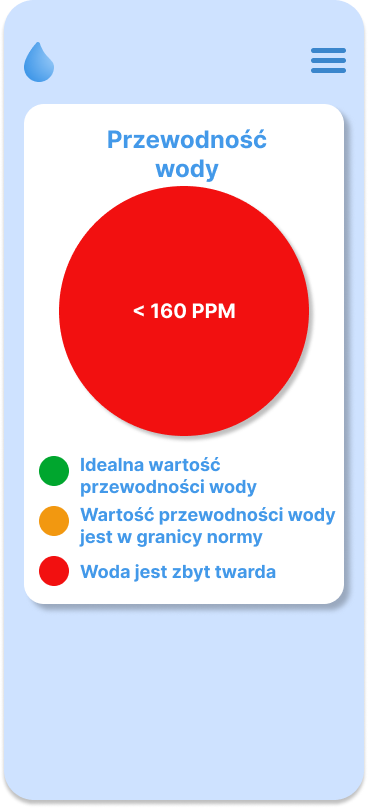 Przewodność
wody
< 160 PPM
Idealna wartość
przewodności wody
Wartość przewodności wody
jest w granicy normy
Woda jest zbyt twarda